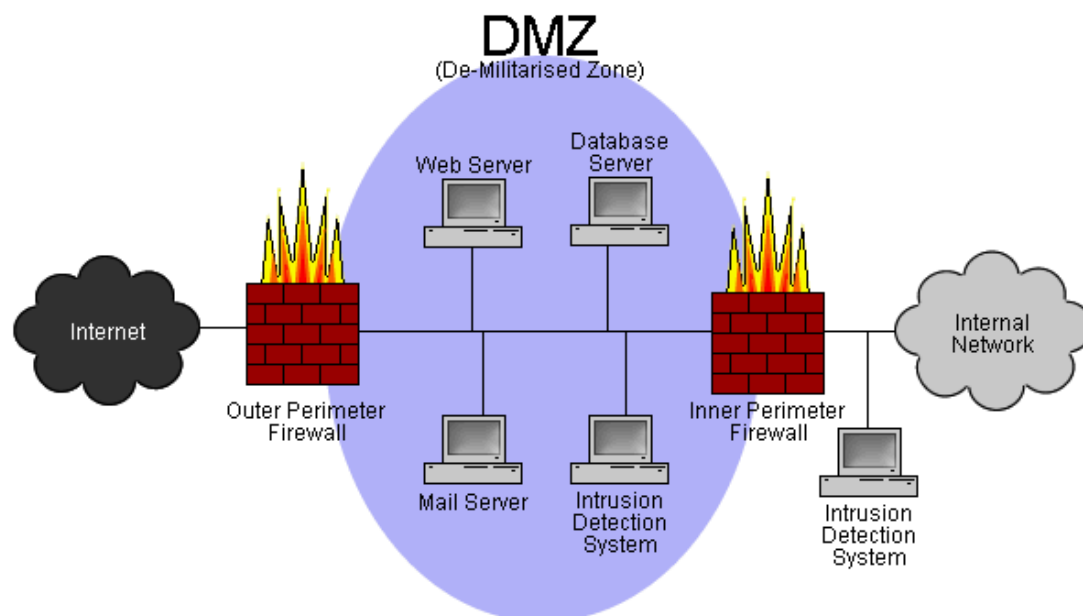 DMZ
(De-Militarised Zone)
Web Server
Database
Server
Internet
Internal
Network
Outer Perimeter
Firewall
Inner Perimeter
Firewall
Mail Server
Intrusion
Detection
System
Intrusion
Detection
System